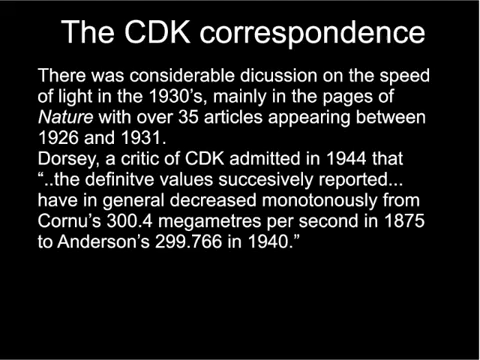 The CDK correspondence
There was considerable dicussion on the speed
of light in the 1930's, mainly in the pages of
Nature with over 35 articles appearing between
1926 and 1931.
Dorsey, a critic of CDK admitted in 1944 that
“..the definitve values succesively reported...
have in general decreased monotonously from
Cornu's 300.4 megametres per second in 1875
to Anderson's 299.766 in 1940.”